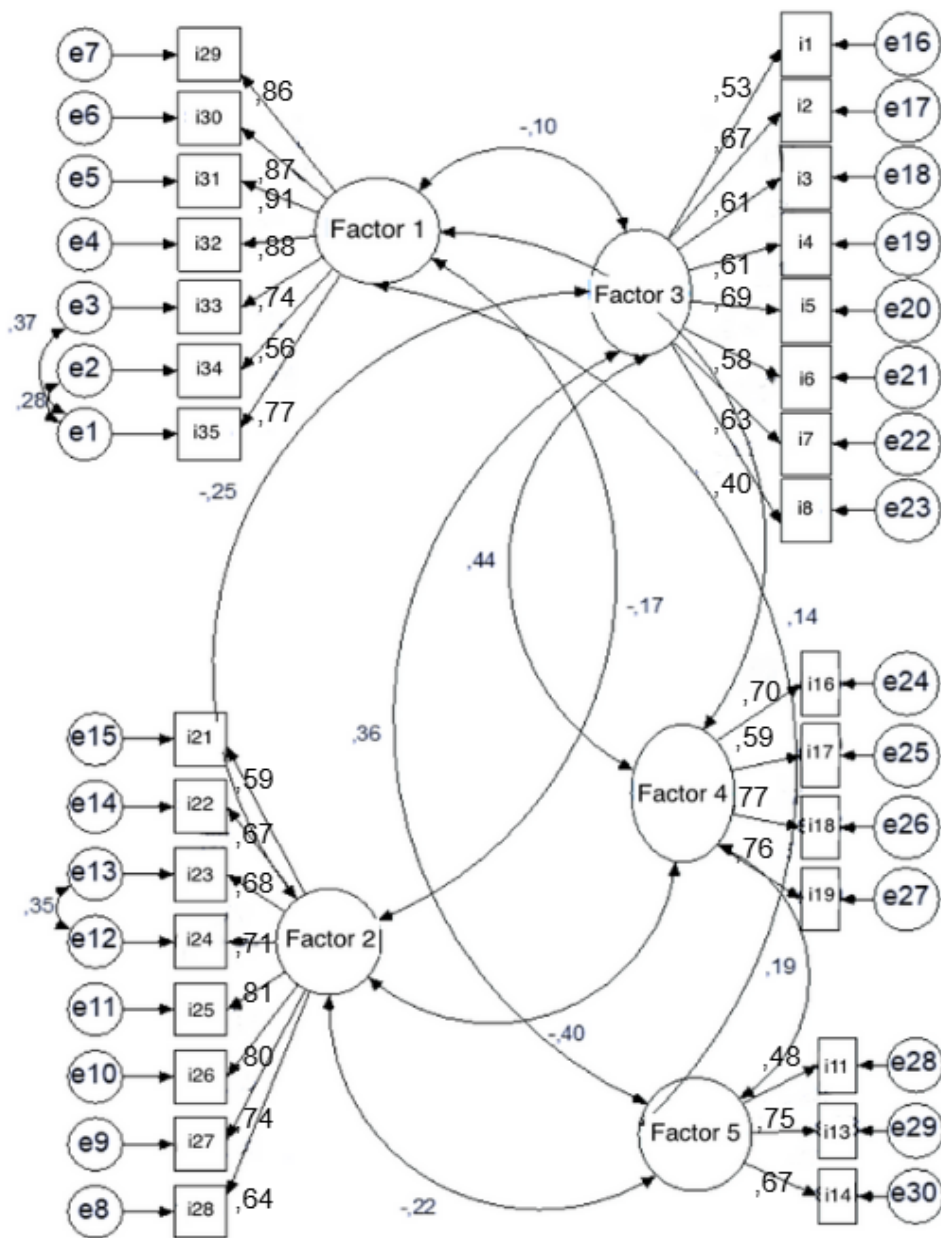 e7 i29 ,86
e6 i30 ,87
e5 i31 ,91
e4 i32 ,88
e3 i33 ,74
e2 i34 ,56
e1 i35 ,77
,37
,28
Factor 1
-,10
Factor 3
,53 i1 e16
,67 i2 e17
,61 i3 e18
,61 i4 e19
,69 i5 e20
,58 i6 e21
,63 i7 e22
,40 i8 e23
-,25
,44
-,17
,14
,36
Factor 4
,70 i16 e24
,59 i17 e25
77 i18 e26
,76 i19 e27
e15 i21 ,59
e14 i22 ,67
e13 i23 ,68
e12 i24 ,71
e11 i25 ,81
e10 i26 ,80
e9 i27 ,74
e8 i28 ,64
,35
Factor 2
,19
-,40
Factor 5
,48 i11 e28
,75 i13 e29
,67 i14 e30
-,22